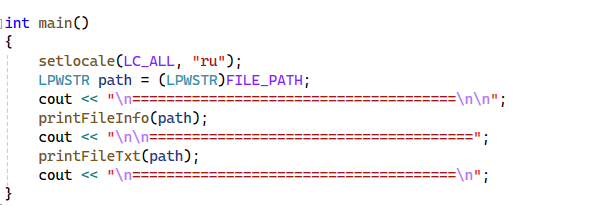 int main()
{
setlocale(LC_ALL, "ru");
LPWSTR path = (LPWSTR)FILE_PATH;
cout << "\n=======================================\n\n";
printFileInfo(path);
cout << "\n\n=======================================";
printFileTxt(path);
cout << "\n=======================================\n";
}